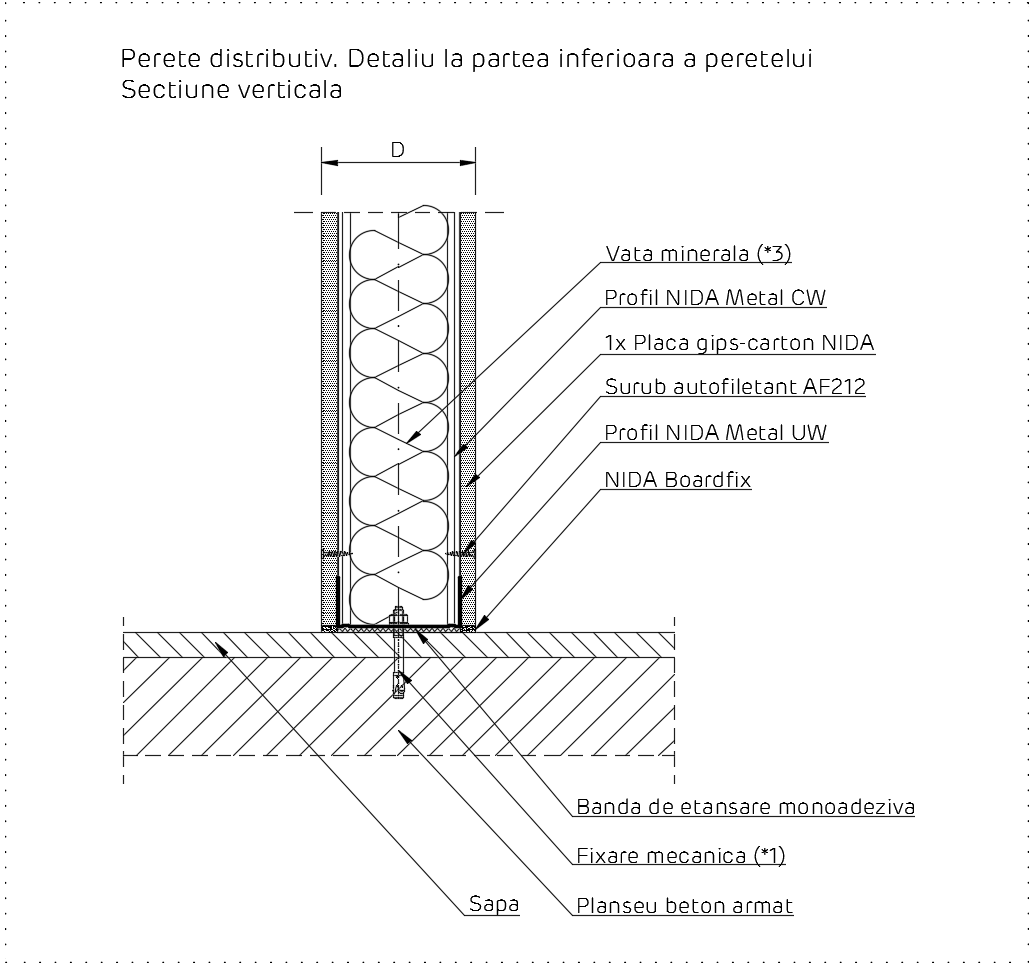 Perete distributiv. Detaliu la partea inferioara a peretelui
Sectiune verticala
D
Vata minerala (*3)
Profil NIDA Metal CW
1x Placa gips-carton NIDA
Surub autofiletant AF212
Profil NIDA Metal UW
NIDA Boardfix
Banda de etansare monoadeziva
Fixare mecanica (*1)
Sapa
Planseu beton armat